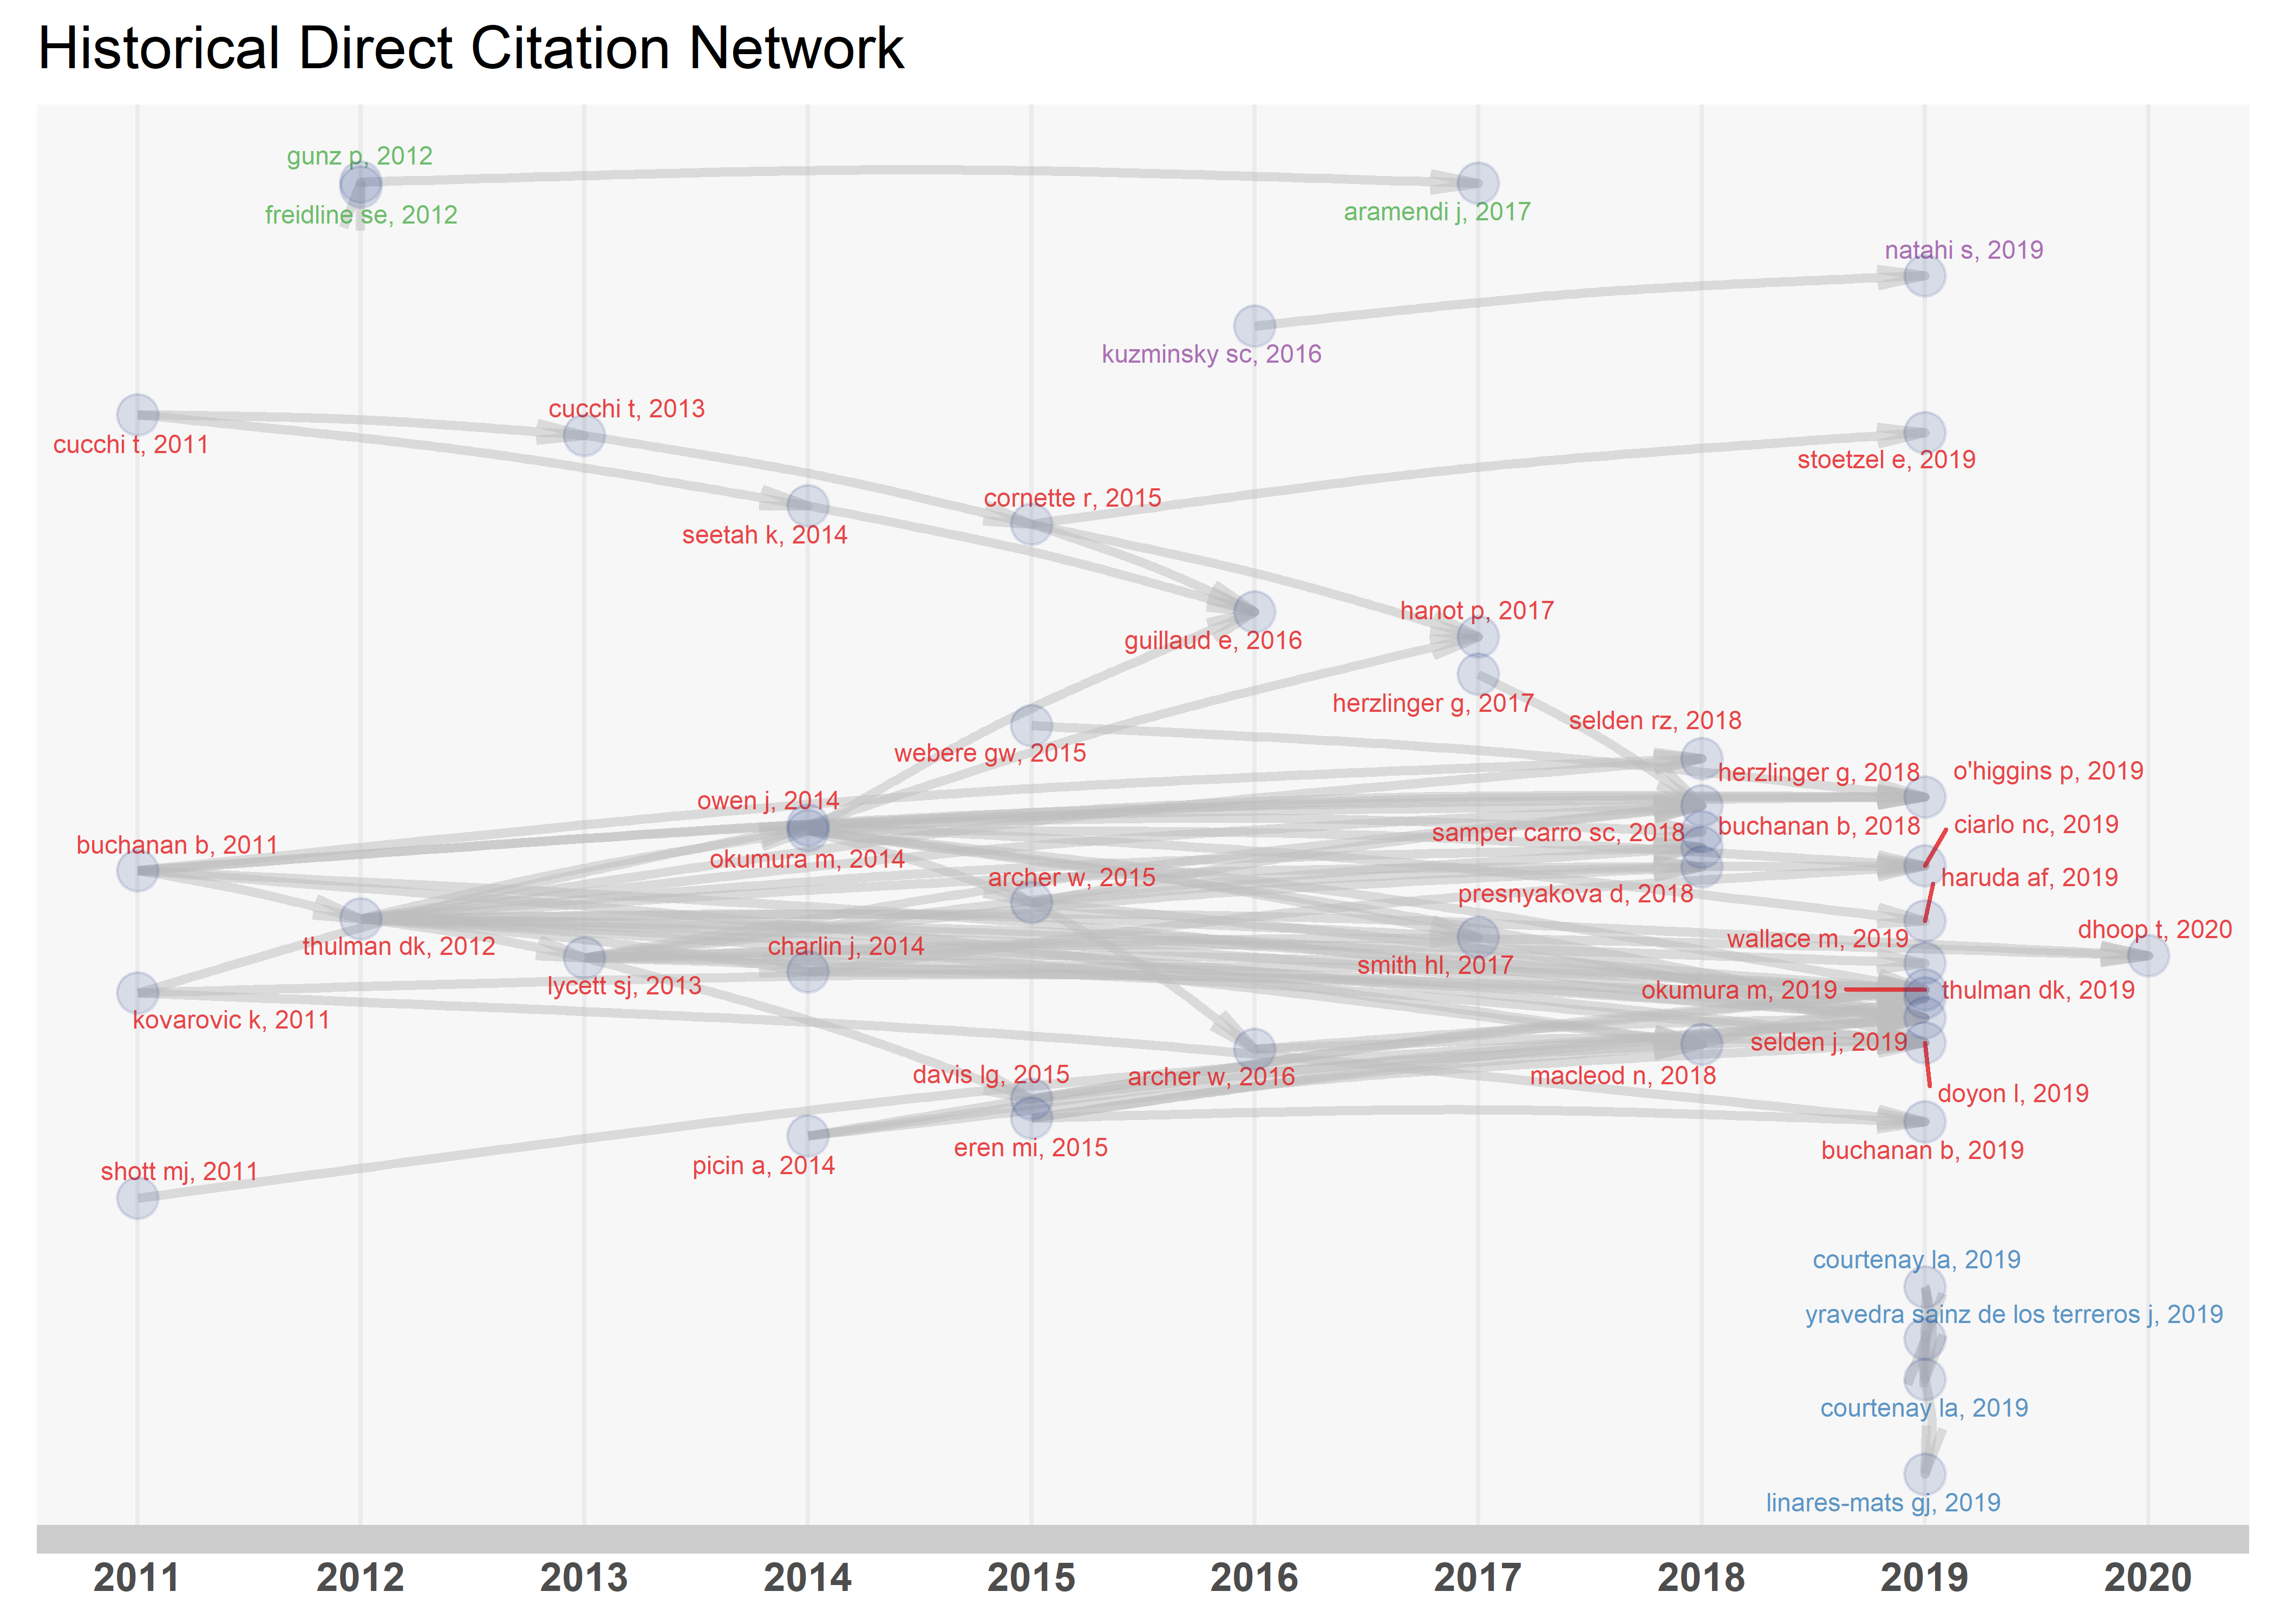 Historical Direct Citation Network
gunz p, 2012
freidline se, 2012
aramendi j, 2017
natahi s, 2019
kuzminsky sc, 2016
cucchi t, 2013
cucchi t, 2011
stoetzel e, 2019
cornette r, 2015
seetah k, 2014
hanot p, 2017
guillaud e, 2016
herzlinger g, 2017
selden rz, 2018
webere gw, 2015
herzlinger g, 2018
o'higgins p, 2019
owen j, 2014
samper carro sc, 2018
buchanan b, 2018
ciarlo nc, 2019
buchanan b, 2011
okumura m, 2014
archer w, 2015
presnyakova d, 2018
haruda af, 2019
thulman dk, 2012
charlin j, 2014
wallace m, 2019
dhoop t, 2020
smith hl, 2017
lycett sj, 2013
okumura m, 2019
thulman dk, 2019
kovarovic k, 2011
selden j, 2019
davis lg, 2015
archer w, 2016
macleod n, 2018
doyon l, 2019
eren mi, 2015
buchanan b, 2019
shott mj, 2011
picin a, 2014
courtenay la, 2019
yravedra sainz de los terreros j, 2019
courtenay la, 2019
linares-mats gj, 2019
2011 2012 2013 2014 2015 2016 2017 2018 2019 2020